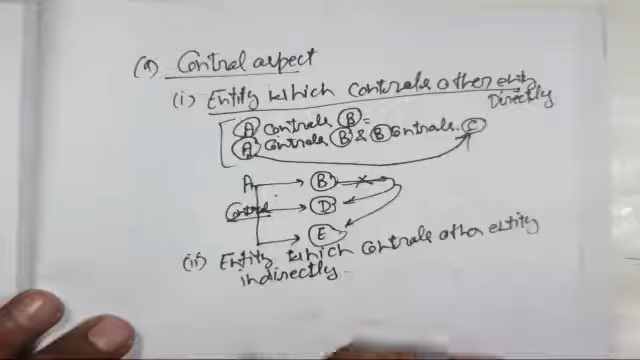 (1) Control aspect
(i) Entity which controls other entity
Directly
(A) controls (B) =
(A) controls (B) & (B) controls (C)
A → (B)
Control → (D)
→ (E)
(ii) Entity which controls other entity
indirectly